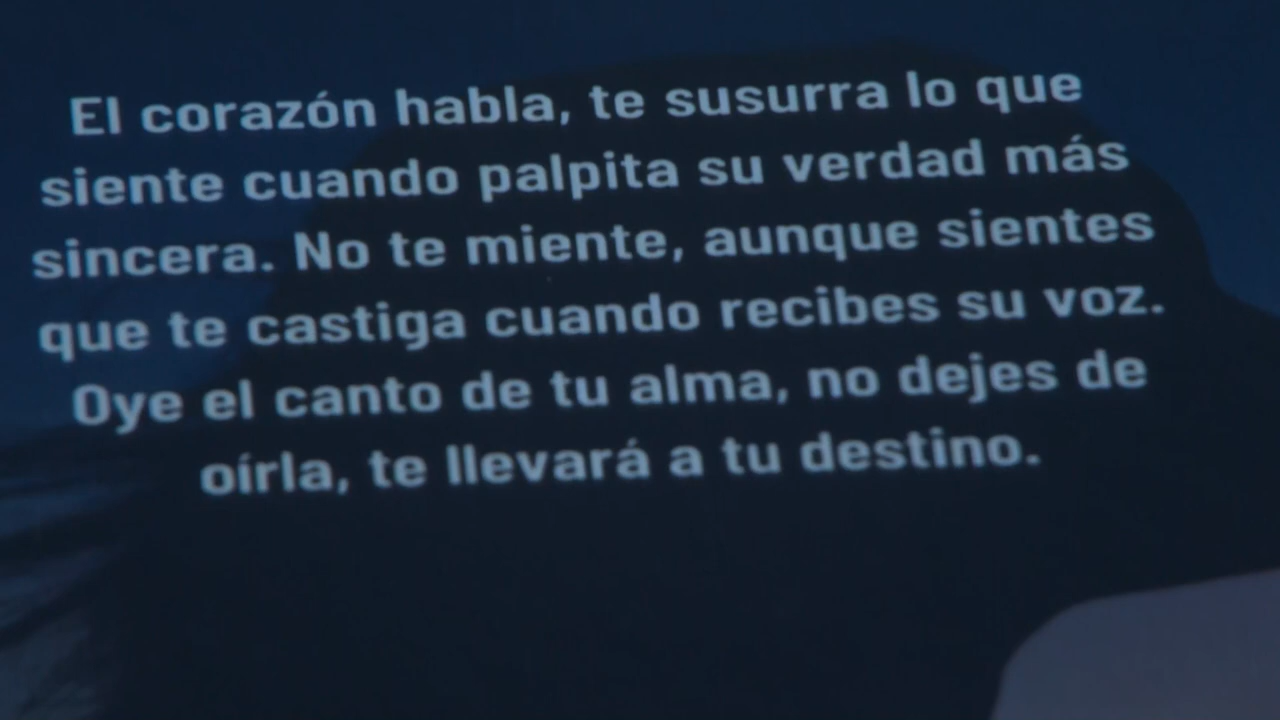 El corazón habla, te susurra lo que
siente cuando palpita su verdad más
sincera. No te miente, aunque sientes
que te castiga cuando recibes su voz.
Oye el canto de tu alma, no dejes de
oírla, te llevará a tu destino.